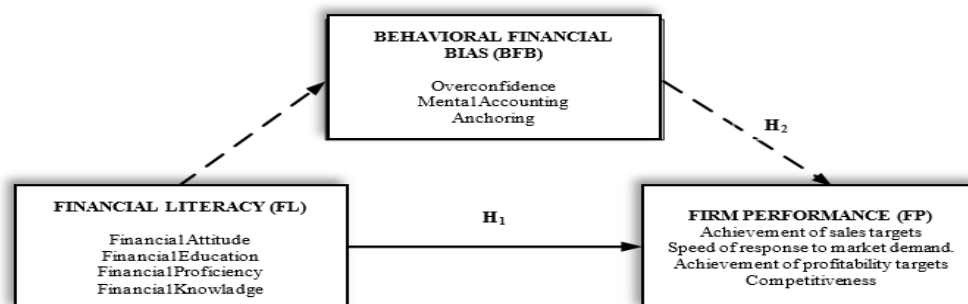 BEHAVIORAL FINANCIAL
BIAS (BFB)
Overconfidence
Mental Accounting
Anchoring
H2
FINANCIAL LITERACY (FL)
Financial Attitude
Financial Education
Financial Proficiency
Financial Knowladge
H1
FIRM PERFORMANCE (FP)
Achievement of sales targets
Speed of response to market demand.
Achievement of profitability targets
Competitiveness